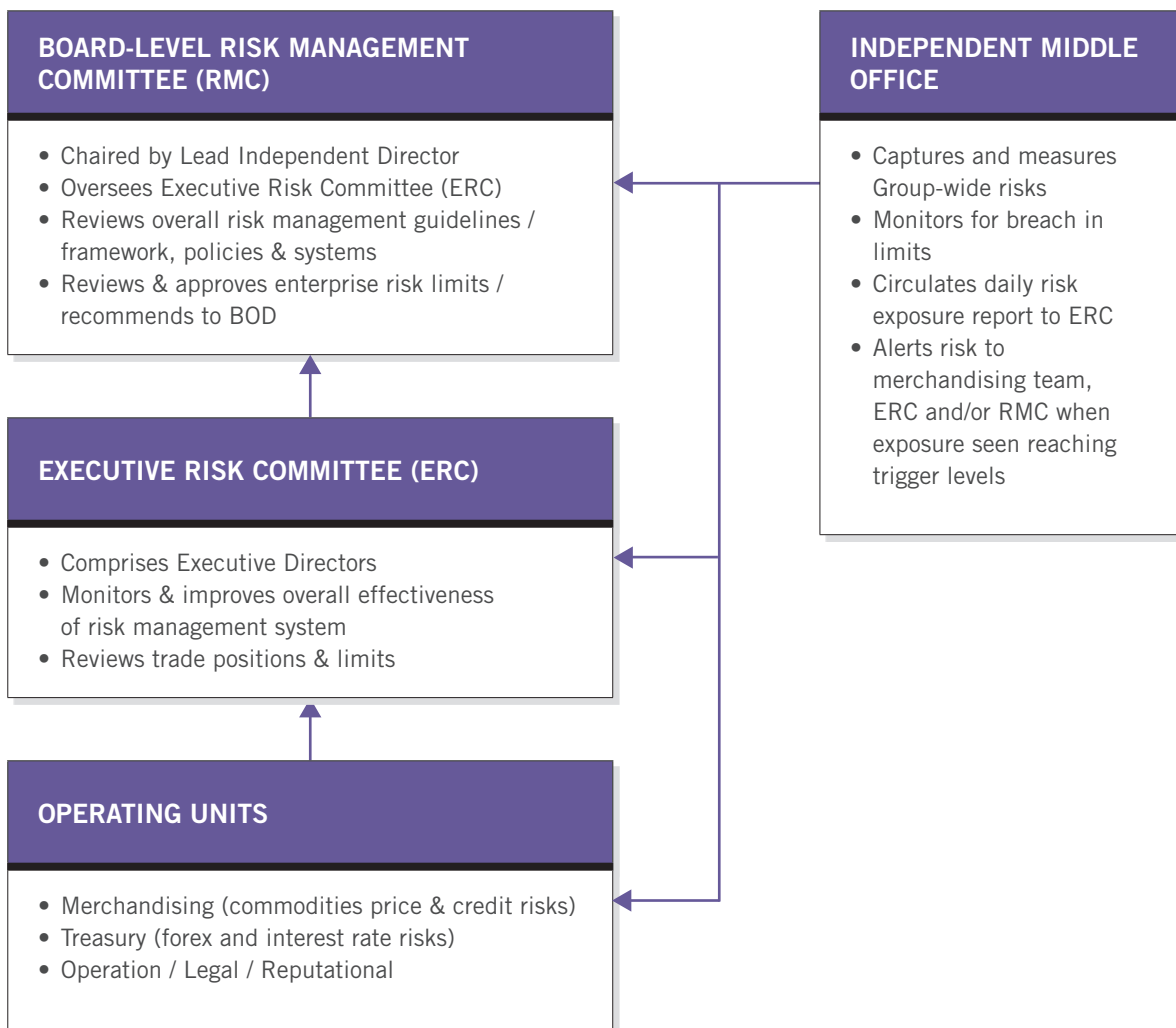 BOARD-LEVEL RISK MANAGEMENT
COMMITTEE (RMC)
• Chaired by Lead Independent Director
• Oversees Executive Risk Committee (ERC)
• Reviews overall risk management guidelines /
framework, policies & systems
• Reviews & approves enterprise risk limits /
recommends to BOD
INDEPENDENT MIDDLE
OFFICE
• Captures and measures
Group-wide risks
• Monitors for breach in
limits
• Circulates daily risk
exposure report to ERC
• Alerts risk to
merchandising team,
ERC and/or RMC when
exposure seen reaching
trigger levels
EXECUTIVE RISK COMMITTEE (ERC)
• Comprises Executive Directors
• Monitors & improves overall effectiveness
of risk management system
• Reviews trade positions & limits
OPERATING UNITS
• Merchandising (commodities price & credit risks)
• Treasury (forex and interest rate risks)
• Operation / Legal / Reputational